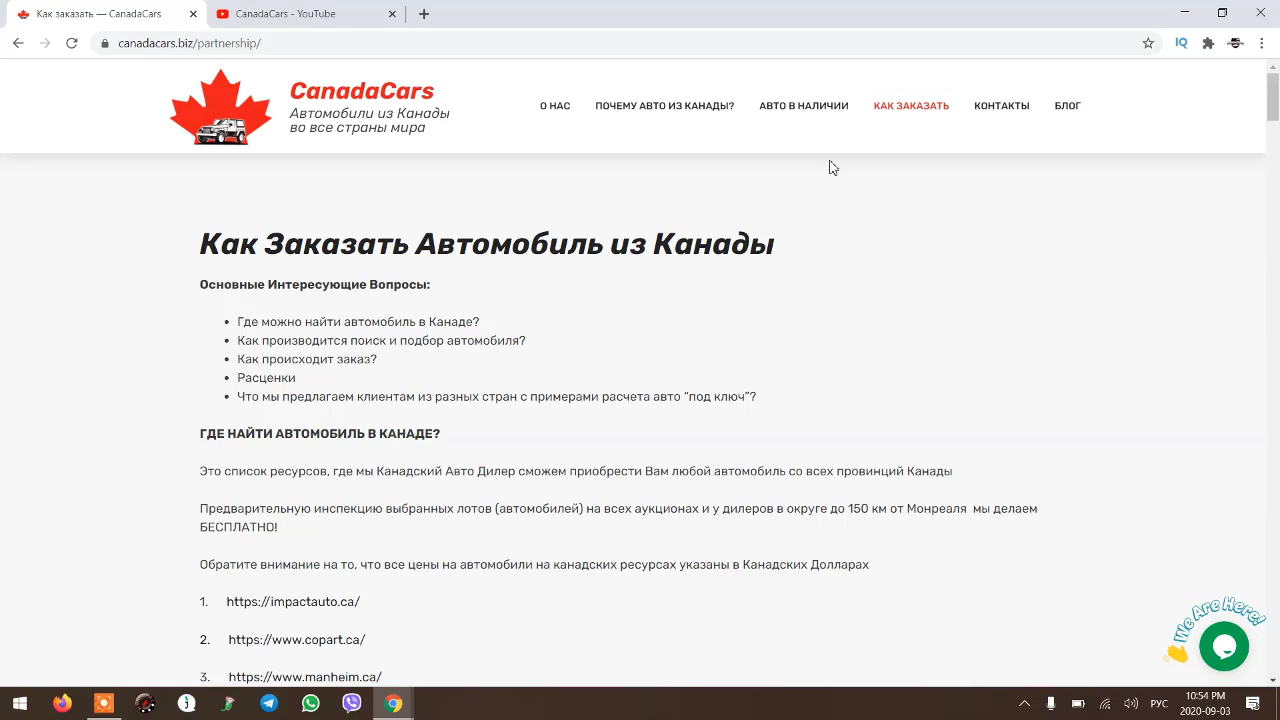 Как заказать — CanadaCars
CanadaCars - YouTube
canadacars.biz/partnership/
IQ
CanadaCars
Автомобили из Канады
во все страны мира
О НАС
ПОЧЕМУ АВТО ИЗ КАНАДЫ?
АВТО В НАЛИЧИИ
КАК ЗАКАЗАТЬ
КОНТАКТЫ
БЛОГ
Как Заказать Автомобиль из Канады
Основные Интересующие Вопросы:
Где можно найти автомобиль в Канаде?
Как производится поиск и подбор автомобиля?
Как происходит заказ?
Расценки
Что мы предлагаем клиентам из разных стран с примерами расчета авто “под ключ”?
ГДЕ НАЙТИ АВТОМОБИЛЬ В КАНАДЕ?
Это список ресурсов, где мы Канадский Авто Дилер сможем приобрести Вам любой автомобиль со всех провинций Канады
Предварительную инспекцию выбранных лотов (автомобилей) на всех аукционах и у дилеров в округе до 150 км от Монреаля мы делаем
БЕСПЛАТНО!
Обратите внимание на то, что все цены на автомобили на канадских ресурсах указаны в Канадских Долларах
1. https://impactauto.ca/
2. https://www.copart.ca/
3. https://www.manheim.ca/
We Are Here!
РУС
10:54 PM
2020-09-03